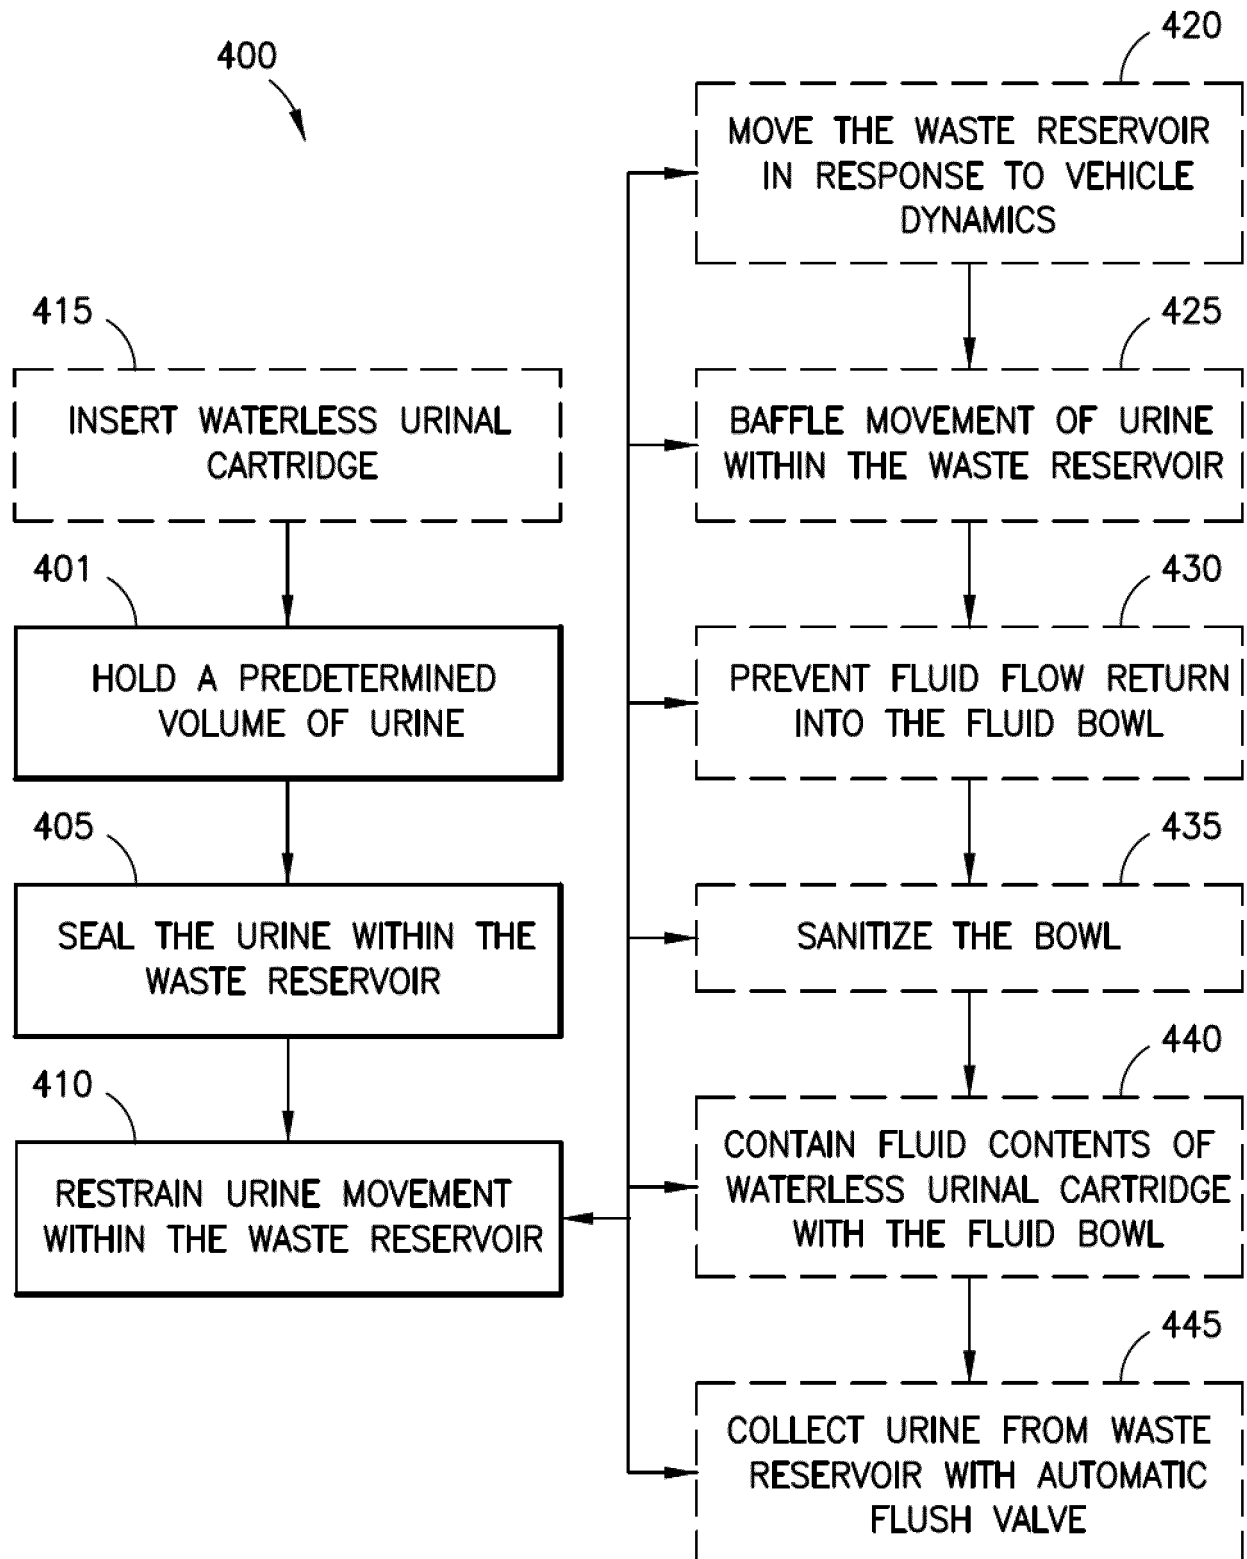 400
415
INSERT WATERLESS URINAL
CARTRIDGE
401
HOLD A PREDETERMINED
VOLUME OF URINE
405
SEAL THE URINE WITHIN THE
WASTE RESERVOIR
410
RESTRAIN URINE MOVEMENT
WITHIN THE WASTE RESERVOIR
420
MOVE THE WASTE RESERVOIR
IN RESPONSE TO VEHICLE
DYNAMICS
425
BAFFLE MOVEMENT OF URINE
WITHIN THE WASTE RESERVOIR
430
PREVENT FLUID FLOW RETURN
INTO THE FLUID BOWL
435
SANITIZE THE BOWL
440
CONTAIN FLUID CONTENTS OF
WATERLESS URINAL CARTRIDGE
WITH THE FLUID BOWL
445
COLLECT URINE FROM WASTE
RESERVOIR WITH AUTOMATIC
FLUSH VALVE